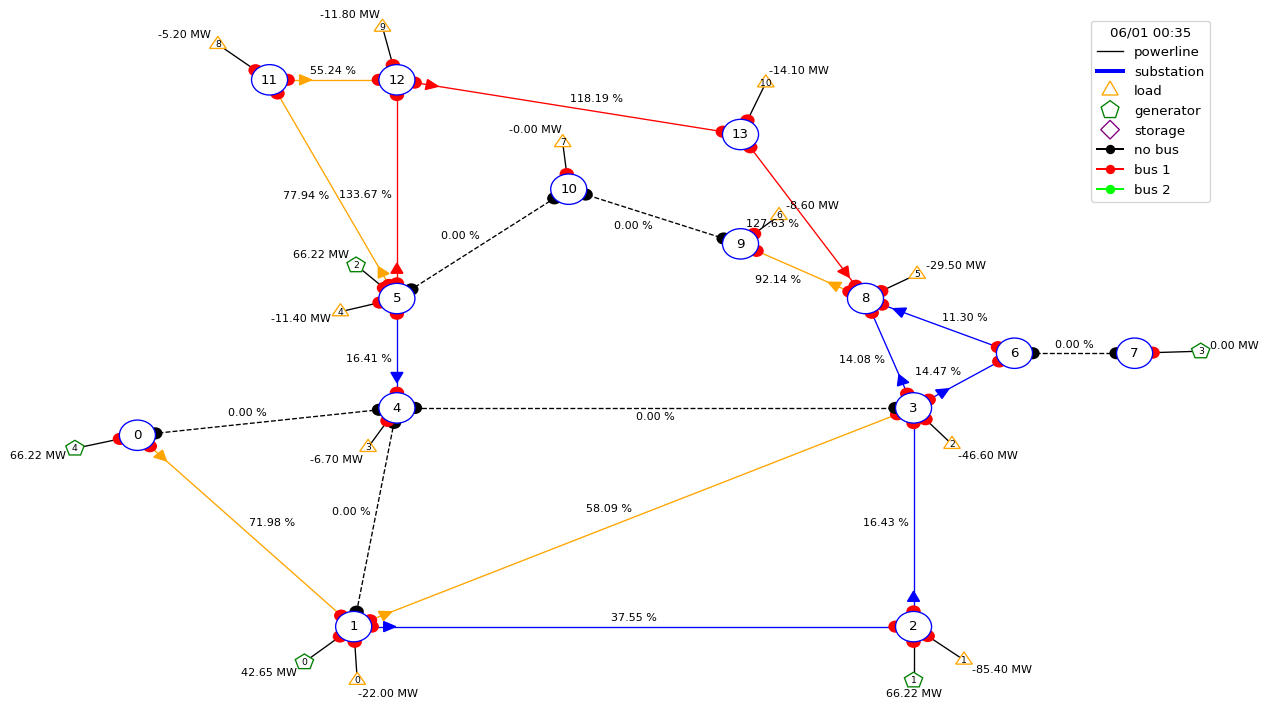 06/01 00:35
powerline
substation
load
generator
storage
no bus
bus 1
bus 2
-11.80 MW
9
-5.20 MW
8
11
55.24 %
12
118.19 %
-14.10 MW
10
13
-0.00 MW
7
10
77.94 %
133.67 %
0.00 %
0.00 %
-8.60 MW
6
127.63 %
9
66.22 MW
2
92.14 %
-29.50 MW
5
5
8
-11.40 MW
4
11.30 %
16.41 %
14.08 %
14.47 %
6
0.00 %
7
3
0.00 MW
0.00 %
4
0.00 %
3
0
4
66.22 MW
3
-6.70 MW
2
-46.60 MW
0.00 %
58.09 %
71.98 %
16.43 %
1
37.55 %
2
0
42.65 MW
1
-85.40 MW
0
-22.00 MW
1
66.22 MW